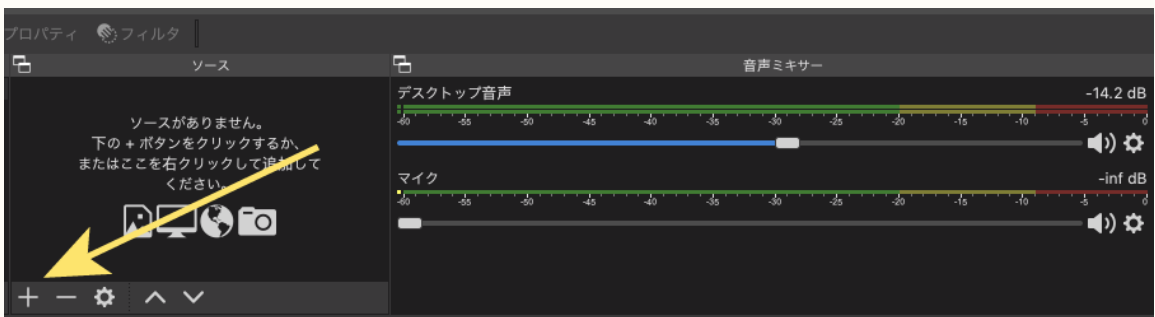 プロパティ フィルタ
ソース
ソースがありません。
下の + ボタンをクリックするか、
またはここを右クリックして追加して
ください。
音声ミキサー
デスクトップ音声 -14.2 dB
-60 -55 -50 -45 -40 -35 -30 -25 -20 -15 -10 -5 0
マイク -inf dB
-60 -55 -50 -45 -40 -35 -30 -25 -20 -15 -10 -5 0